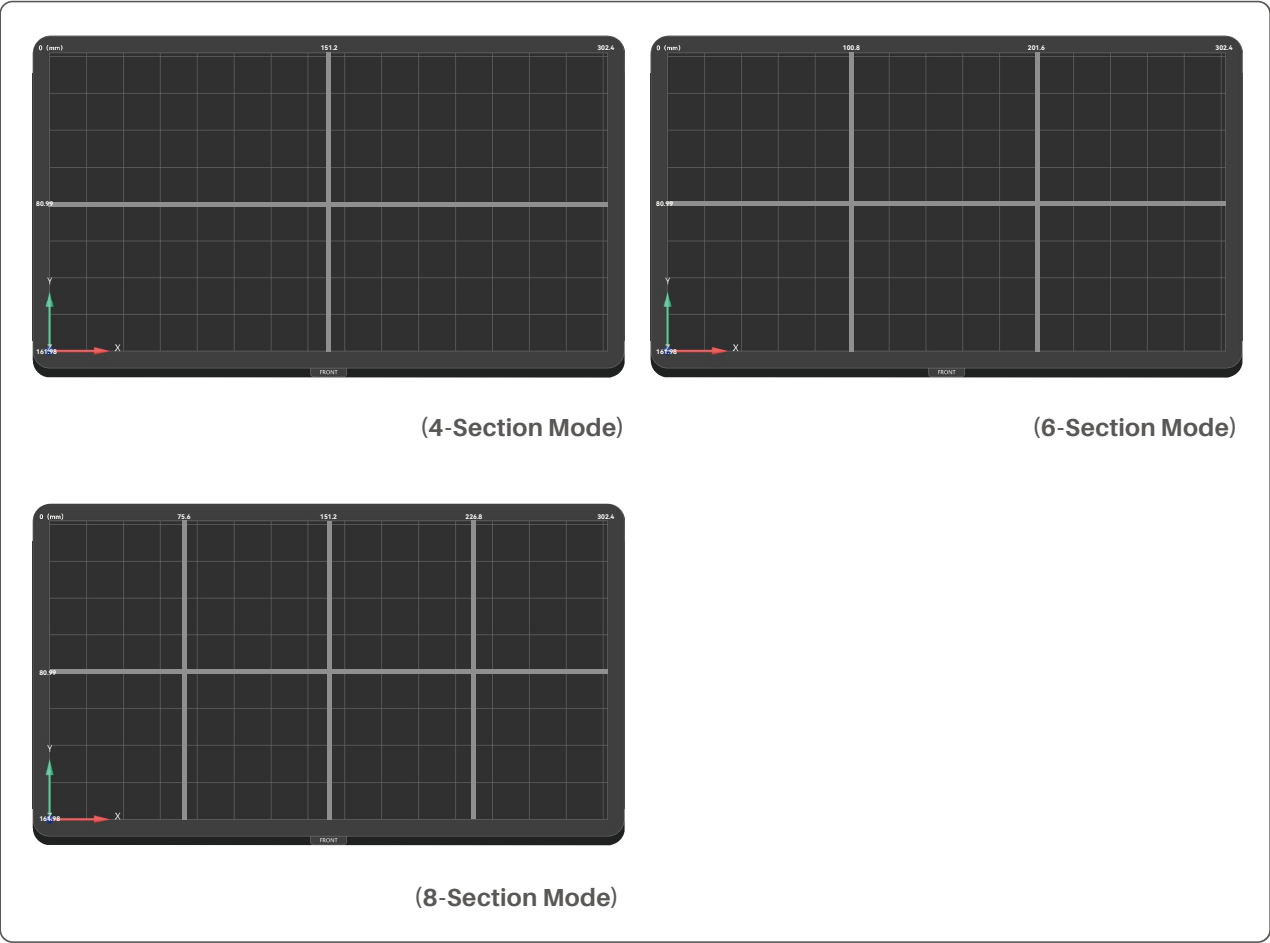 0 (mm) 151.2 302.4
80.99
Y
Z
161.98 X
FRONT
(4-Section Mode)
0 (mm) 100.8 201.6 302.4
80.99
Y
Z
161.98 X
FRONT
(6-Section Mode)
0 (mm) 75.6 151.2 226.8 302.4
80.99
Y
Z
161.98 X
FRONT
(8-Section Mode)